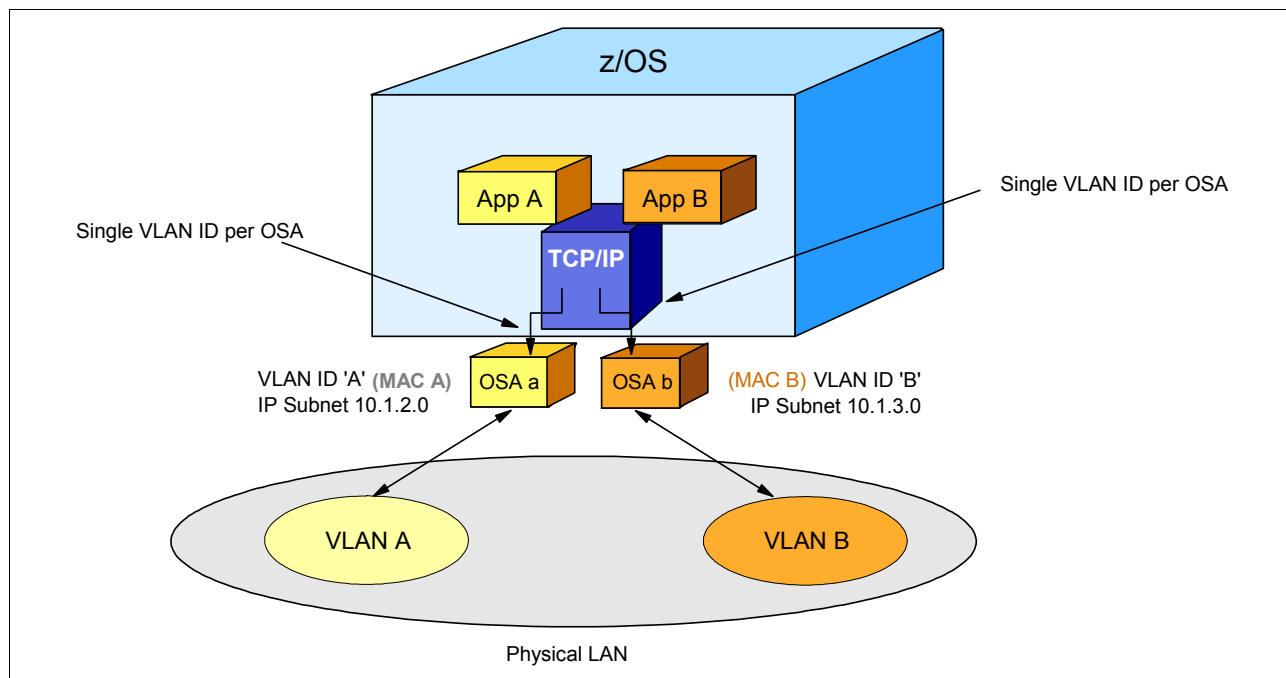 z/OS
App A
App B
Single VLAN ID per OSA
Single VLAN ID per OSA
TCP/IP
VLAN ID 'A' (MAC A)
IP Subnet 10.1.2.0
OSA a
OSA b
(MAC B) VLAN ID 'B'
IP Subnet 10.1.3.0
VLAN A
VLAN B
Physical LAN